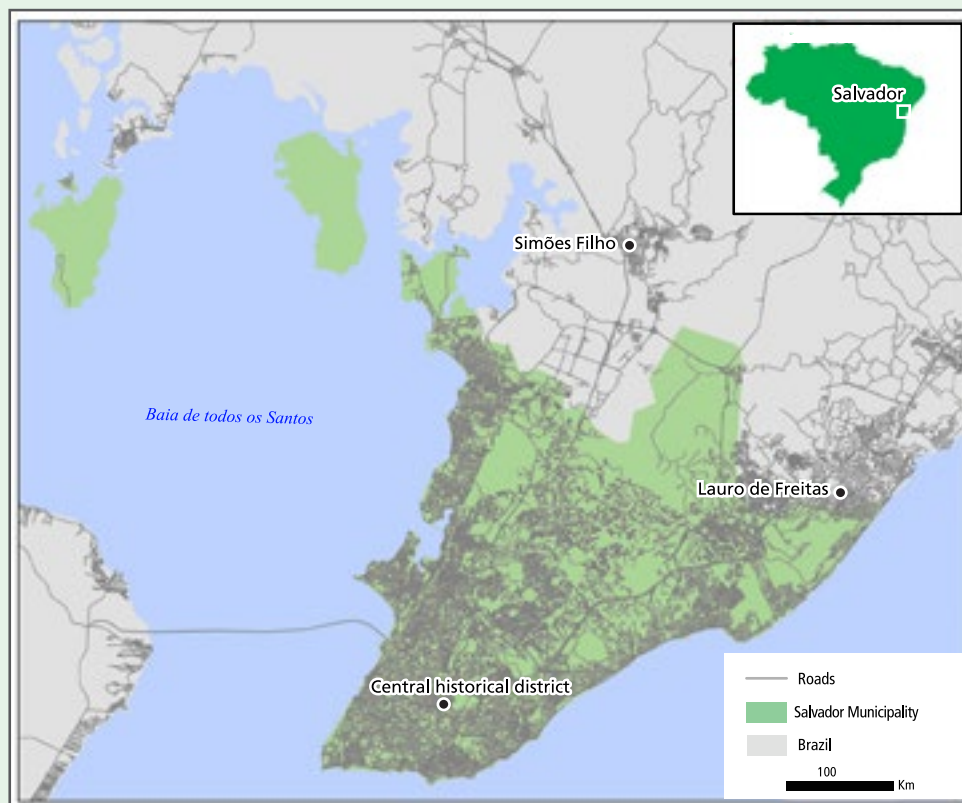 Salvador
Simões Filho
Baia de todos os Santos
Lauro de Freitas
Central historical district
Roads
Salvador Municipality
Brazil
100
Km